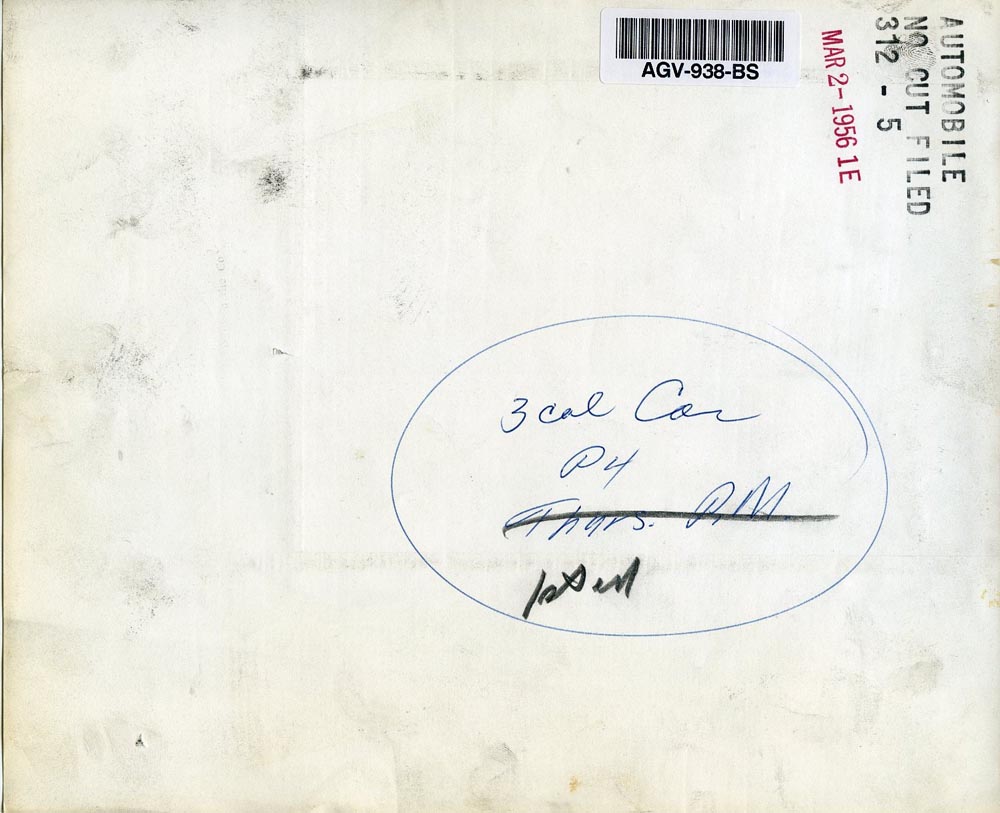 AGV-938-BS
AUTOMOBILE
NO CUT FILED
312 - 5
MAR 2-1956 1E
3 col Car
P4
Thurs. P.M.
1st ed